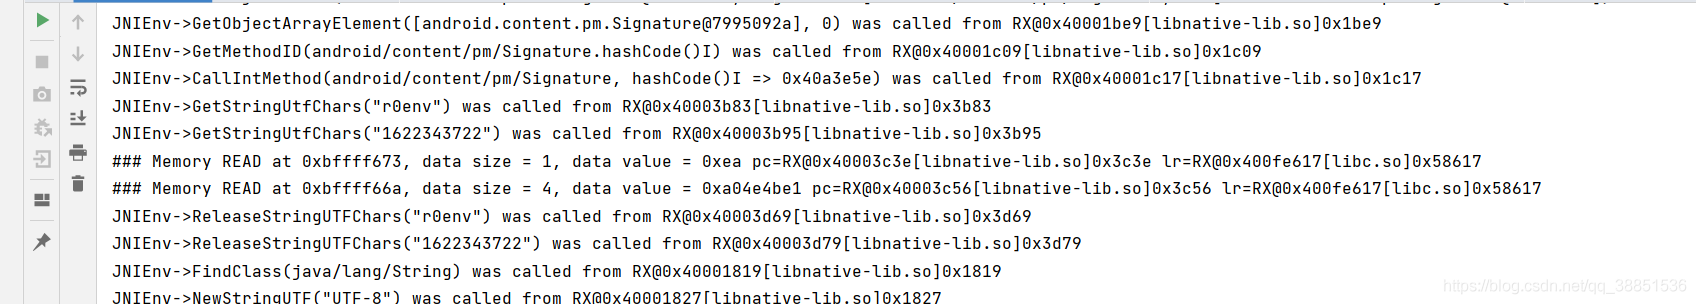 JNIEnv->GetObjectArrayElement([android.content.pm.Signature@7995092a], 0) was called from RX@0x40001be9[libnative-lib.so]0x1be9
JNIEnv->GetMethodID(android/content/pm/Signature.hashCode()I) was called from RX@0x40001c09[libnative-lib.so]0x1c09
JNIEnv->CallIntMethod(android/content/pm/Signature, hashCode()I => 0x40a3e5e) was called from RX@0x40001c17[libnative-lib.so]0x1c17
JNIEnv->GetStringUtfChars("r0env") was called from RX@0x40003b83[libnative-lib.so]0x3b83
JNIEnv->GetStringUtfChars("1622343722") was called from RX@0x40003b95[libnative-lib.so]0x3b95
### Memory READ at 0xbffff673, data size = 1, data value = 0xea pc=RX@0x40003c3e[libnative-lib.so]0x3c3e lr=RX@0x400fe617[libc.so]0x58617
### Memory READ at 0xbffff66a, data size = 4, data value = 0xa04e4be1 pc=RX@0x40003c56[libnative-lib.so]0x3c56 lr=RX@0x400fe617[libc.so]0x58617
JNIEnv->ReleaseStringUTFChars("r0env") was called from RX@0x40003d69[libnative-lib.so]0x3d69
JNIEnv->ReleaseStringUTFChars("1622343722") was called from RX@0x40003d79[libnative-lib.so]0x3d79
JNIEnv->FindClass(java/lang/String) was called from RX@0x40001819[libnative-lib.so]0x1819
JNIEnv->NewStringUTF("UTF-8") was called from RX@0x40001827[libnative-lib.so]0x1827
https://blog.csdn.net/qq_38851536